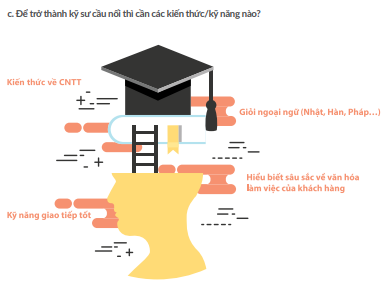 c. Để trở thành kỹ sư cầu nối thì cần các kiến thức/kỹ năng nào?
Kiến thức về CNTT
Giỏi ngoại ngữ (Nhật, Hàn, Pháp...)
Hiểu biết sâu sắc về văn hóa
làm việc của khách hàng
Kỹ năng giao tiếp tốt